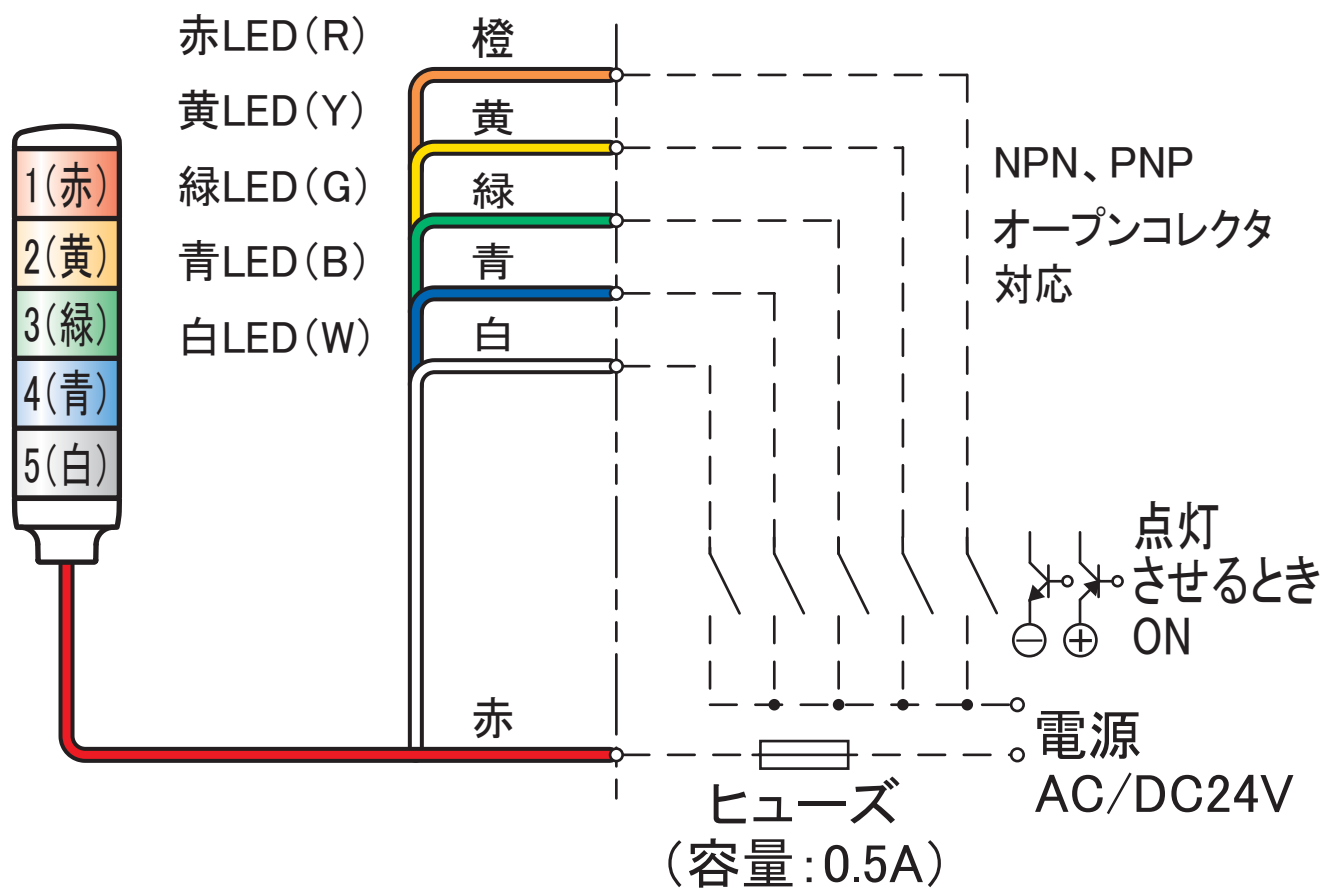 赤LED(R)
橙
黄LED(Y)
黄
緑LED(G)
緑
青LED(B)
青
白LED(W)
白
1(赤)
2(黄)
3(緑)
4(青)
5(白)
NPN、PNP
オープンコレクタ
対応
点灯
させるとき
ON
赤
電源
AC/DC24V
ヒューズ
(容量:0.5A)